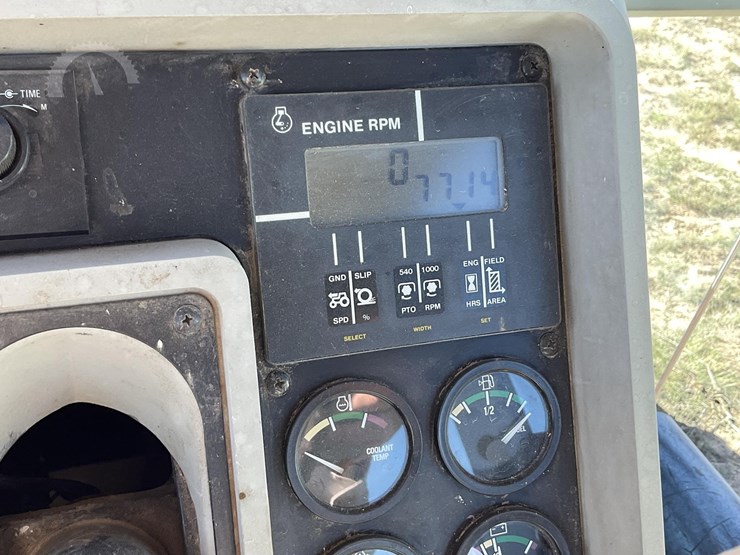 TIME
M
ENGINE RPM
0
7714
GND SLIP 540 1000 ENG FIELD
SPD % PTO RPM HRS AREA
SELECT WIDTH SET
1/2
COOLANT
TEMP